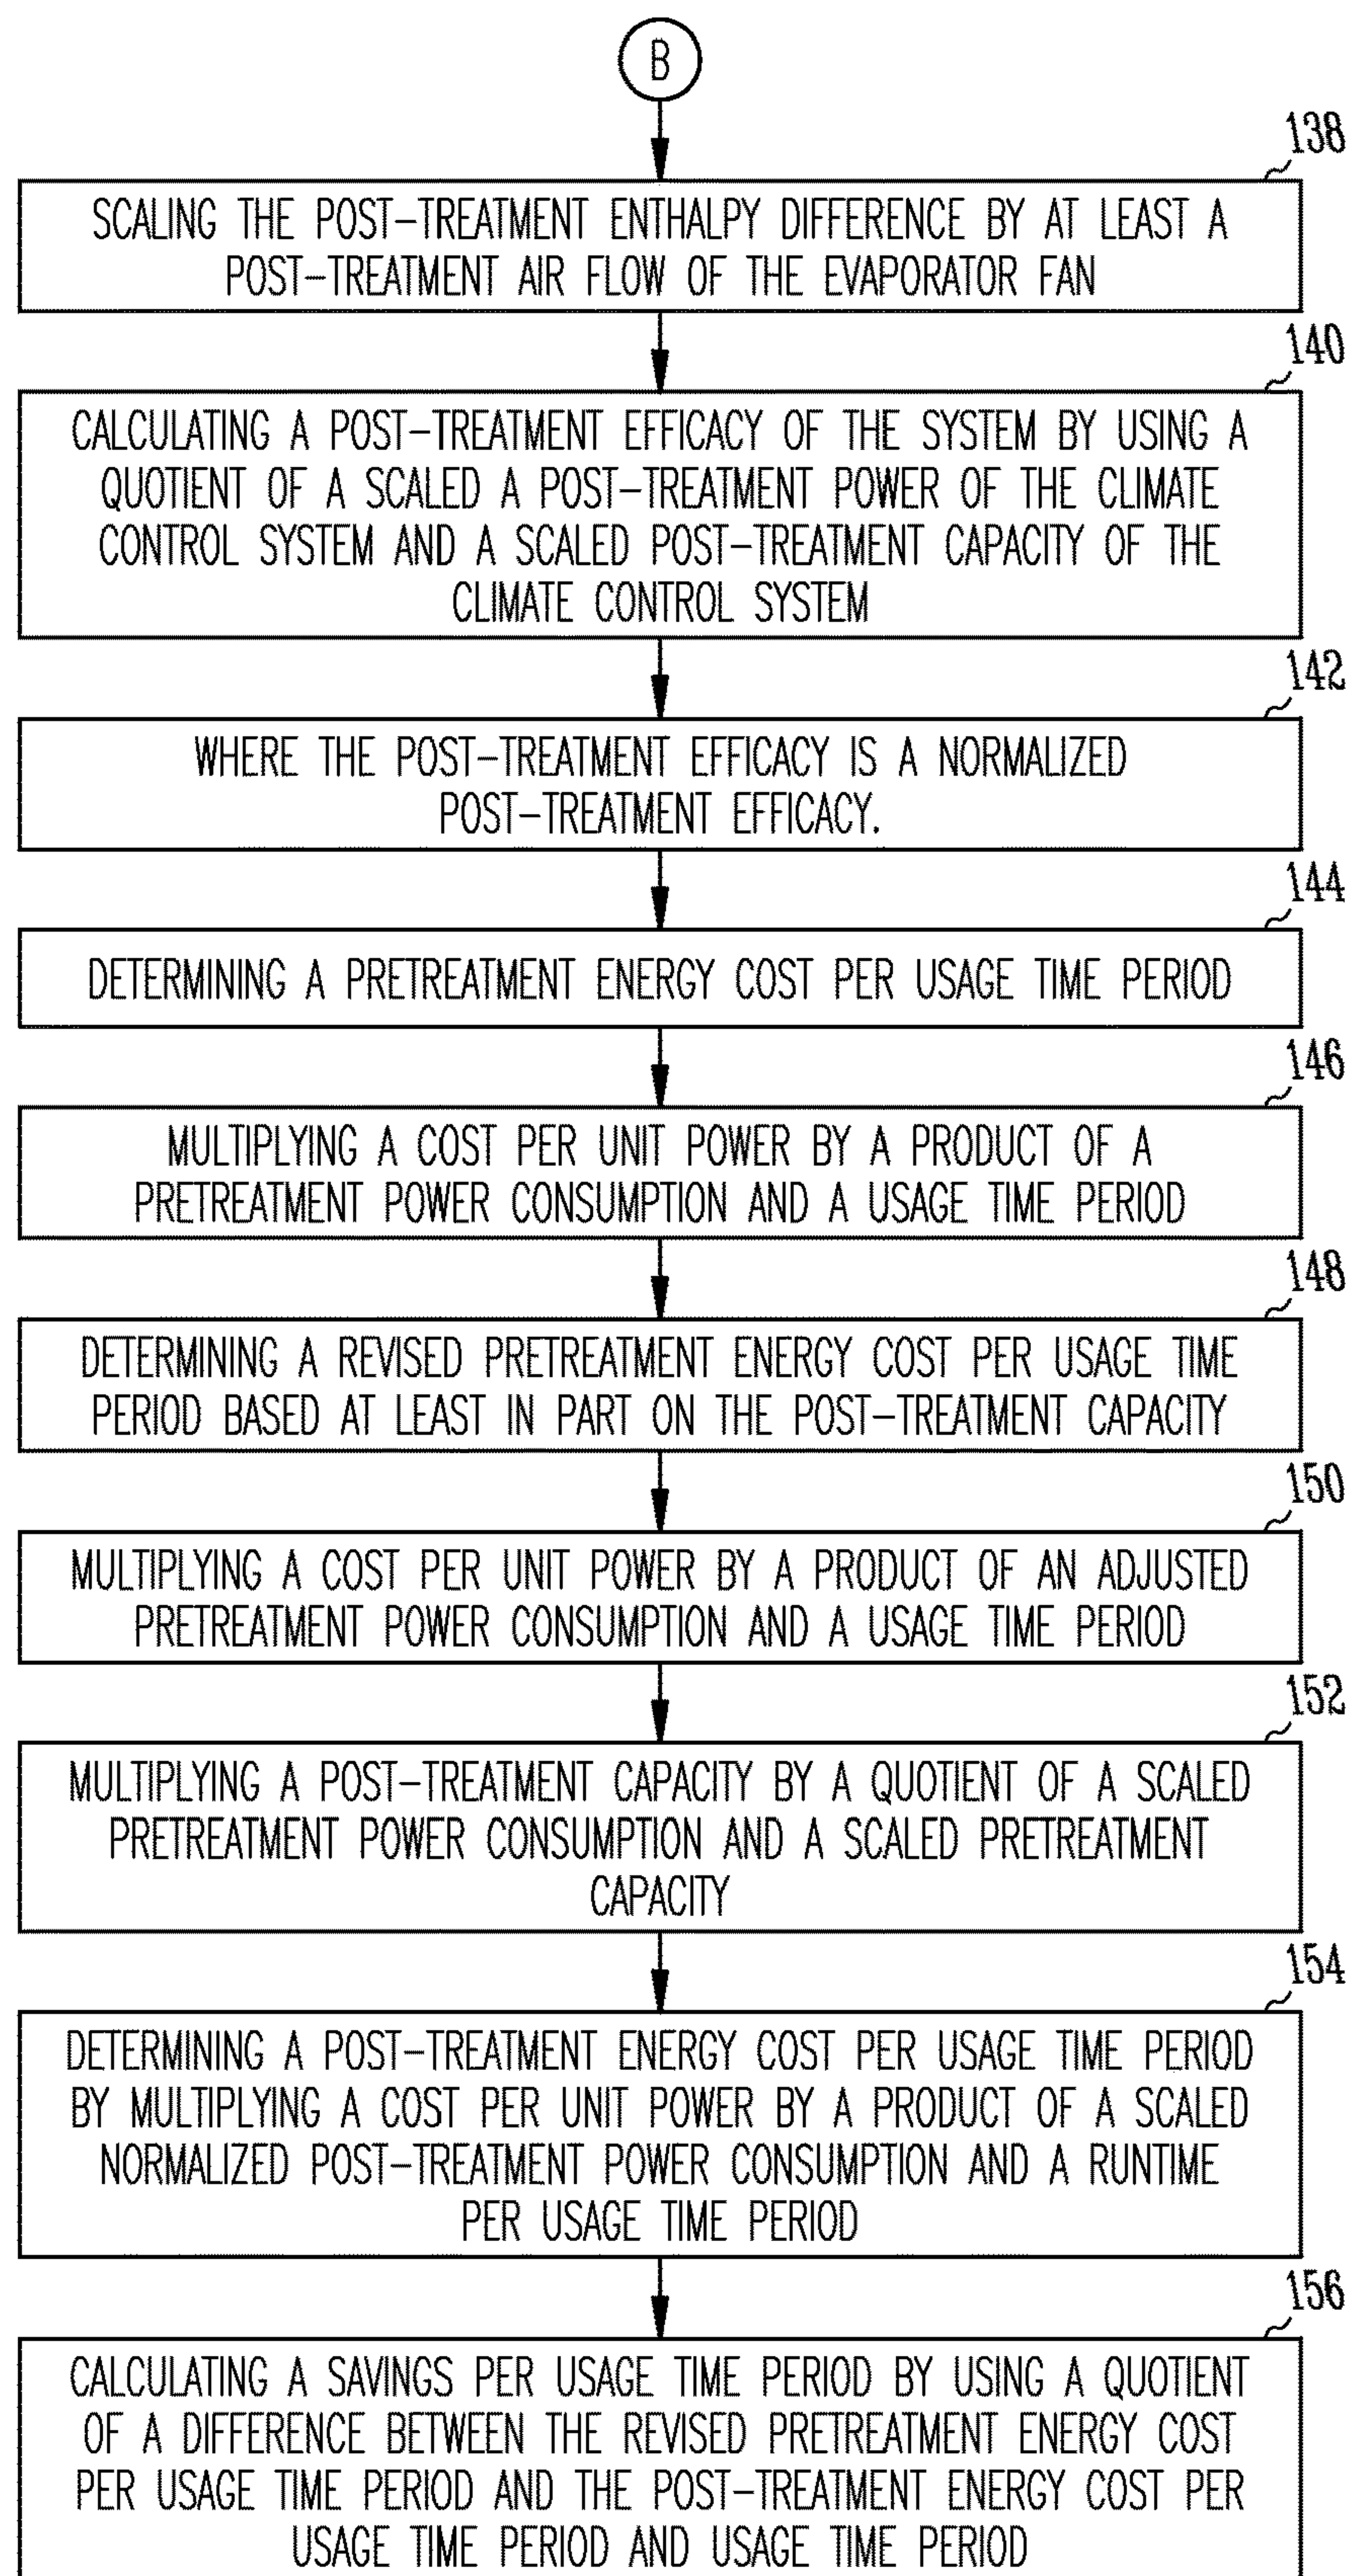 B
138
SCALING THE POST-TREATMENT ENTHALPY DIFFERENCE BY AT LEAST A
POST-TREATMENT AIR FLOW OF THE EVAPORATOR FAN
140
CALCULATING A POST-TREATMENT EFFICACY OF THE SYSTEM BY USING A
QUOTIENT OF A SCALED A POST-TREATMENT POWER OF THE CLIMATE
CONTROL SYSTEM AND A SCALED POST-TREATMENT CAPACITY OF THE
CLIMATE CONTROL SYSTEM
142
WHERE THE POST-TREATMENT EFFICACY IS A NORMALIZED
POST-TREATMENT EFFICACY.
144
DETERMINING A PRETREATMENT ENERGY COST PER USAGE TIME PERIOD
146
MULTIPLYING A COST PER UNIT POWER BY A PRODUCT OF A
PRETREATMENT POWER CONSUMPTION AND A USAGE TIME PERIOD
148
DETERMINING A REVISED PRETREATMENT ENERGY COST PER USAGE TIME
PERIOD BASED AT LEAST IN PART ON THE POST-TREATMENT CAPACITY
150
MULTIPLYING A COST PER UNIT POWER BY A PRODUCT OF AN ADJUSTED
PRETREATMENT POWER CONSUMPTION AND A USAGE TIME PERIOD
152
MULTIPLYING A POST-TREATMENT CAPACITY BY A QUOTIENT OF A SCALED
PRETREATMENT POWER CONSUMPTION AND A SCALED PRETREATMENT
CAPACITY
154
DETERMINING A POST-TREATMENT ENERGY COST PER USAGE TIME PERIOD
BY MULTIPLYING A COST PER UNIT POWER BY A PRODUCT OF A SCALED
NORMALIZED POST-TREATMENT POWER CONSUMPTION AND A RUNTIME
PER USAGE TIME PERIOD
156
CALCULATING A SAVINGS PER USAGE TIME PERIOD BY USING A QUOTIENT
OF A DIFFERENCE BETWEEN THE REVISED PRETREATMENT ENERGY COST
PER USAGE TIME PERIOD AND THE POST-TREATMENT ENERGY COST PER
USAGE TIME PERIOD AND USAGE TIME PERIOD